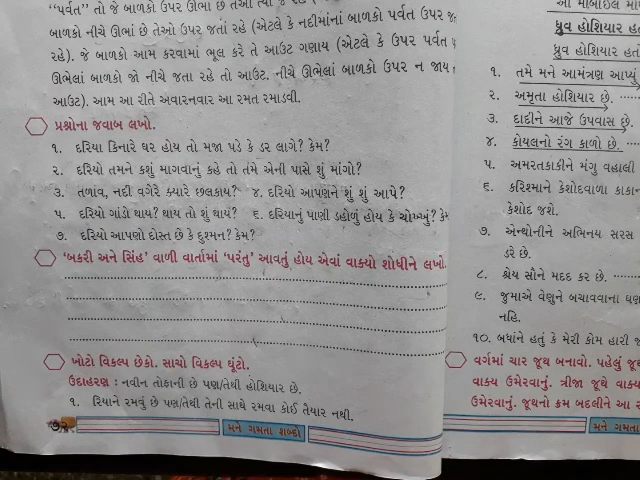 "પર્વત" તો જે બાળકો ઉપર ઊભા છે તેઓ ત્યાં જ
બાળકો નીચે ઊભાં છે તેઓ ઉપર જતાં રહે (એટલે કે નદીમાંનાં બાળકો પર્વત ઉપર જ
રહે). જે બાળકો આમ કરવામાં ભૂલ કરે તે આઉટ ગણાય (એટલે કે ઉપર પર્વત
ઊભેલાં બાળકો જો નીચે જતા રહે તો આઉટ. નીચે ઊભેલાં બાળકો ઉપર ન જાય
આઉટ). આમ આ રીતે અવારનવાર આ રમત રમાડવી.
પ્રશ્નોના જવાબ લખો.
૧. દરિયા કિનારે ઘર હોય તો મજા પડે કે ડર લાગે? કેમ?
૨. દરિયો તમને કશું માગવાનું કહે તો તમે એની પાસે શું માંગો?
૩. તળાવ, નદી વગેરે ક્યારે છલકાય? ૪. દરિયો આપણને શું શું આપે?
૫. દરિયો ગાંડો થાય? થાય તો શું થાય? ૬. દરિયાનું પાણી ડહોળું હોય કે ચોખ્ખું? કેમ
૭. દરિયો આપણો દોસ્ત છે કે દુશ્મન? કેમ?
'બકરી અને સિંહ' વાળી વાર્તામાં 'પરંતુ' આવતું હોય એવાં વાક્યો શોધીને લખો.
ખોટો વિકલ્પ છેકો. સાચો વિકલ્પ ઘૂંટો.
ઉદાહરણ : નવીન તોફાની છે પણ/તેથી હોશિયાર છે.
૧. રિયાને રમવું છે પણ/તેથી તેની સાથે રમવા કોઈ તૈયાર નથી.
૭૨
મને ગમતા શબ્દો
આ મોબાઇલ
ધ્રુવ હોશિયાર હત
ધ્રુવ હોશિયાર હતો
૧. તમે મને આમંત્રણ આપ્યું
૨. અમૃતા હોશિયાર છે.
૩. દાદીને આજે ઉપવાસ છે.
૪. કોયલનો રંગ કાળો છે.
૫. અમરતકાકીને મંગુ વહાલી
૬. કરિશ્માને કેશોદવાળા કાકાન
કેશોદ જશે.
૭. એન્થોનીને અભિનય સરસ
ડરે છે.
૮. શ્રેય સૌને મદદ કર છે.
૯. જુમાએ વેણુને બચાવવાના ઘણ
નહિ.
૧૦. બધાંને હતું કે મેરી કોમ હારી જ
વર્ગમાં ચાર જૂથ બનાવો. પહેલું જૂ
વાક્ય ઉમેરવાનું. ત્રીજા જૂથે વાક્ય
ઉમેરવાનું. જૂથનો ક્રમ બદલીને આ ર
મને ગમતા